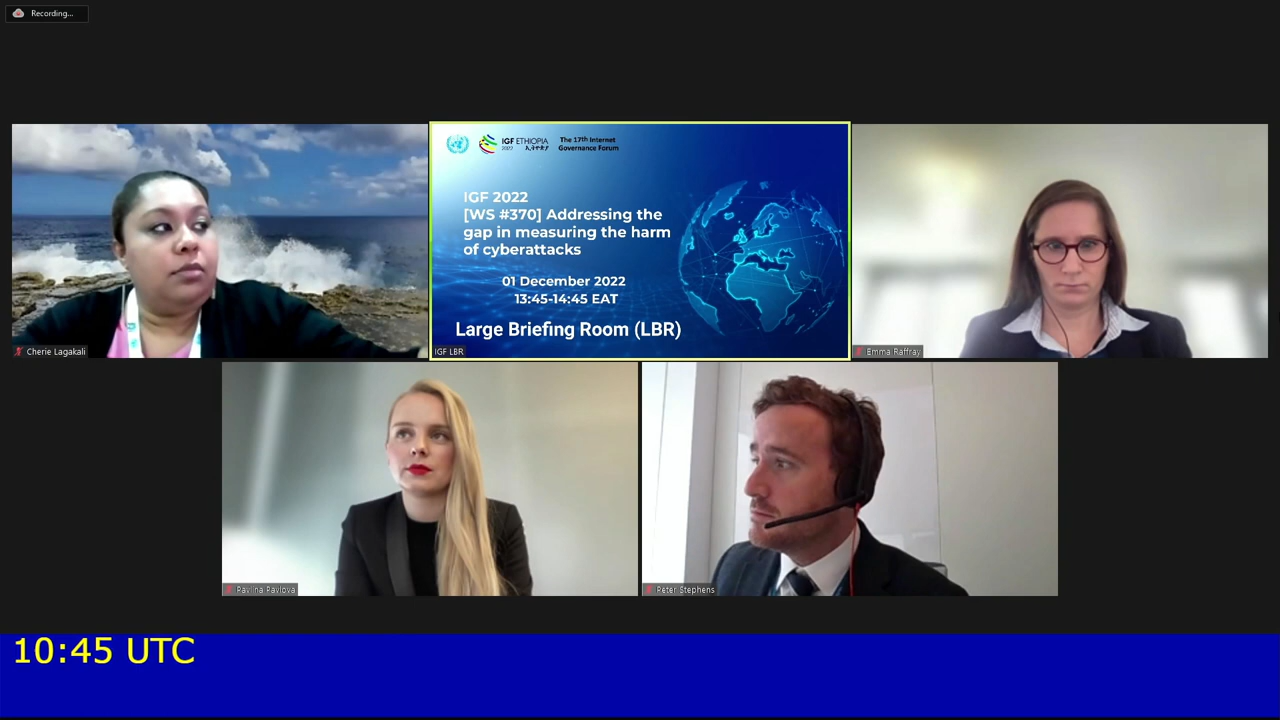 Recording...
IGF ETHIOPIA
2022 ኢትዮጵያ
The 17th Internet
Governance Forum
IGF 2022
[WS #370] Addressing the
gap in measuring the harm
of cyberattacks
01 December 2022
13:45-14:45 EAT
Large Briefing Room (LBR)
Cherie Lagakali
IGF LBR
Emma Raffray
Pavlina Pavlova
Peter Stephens
10:45 UTC